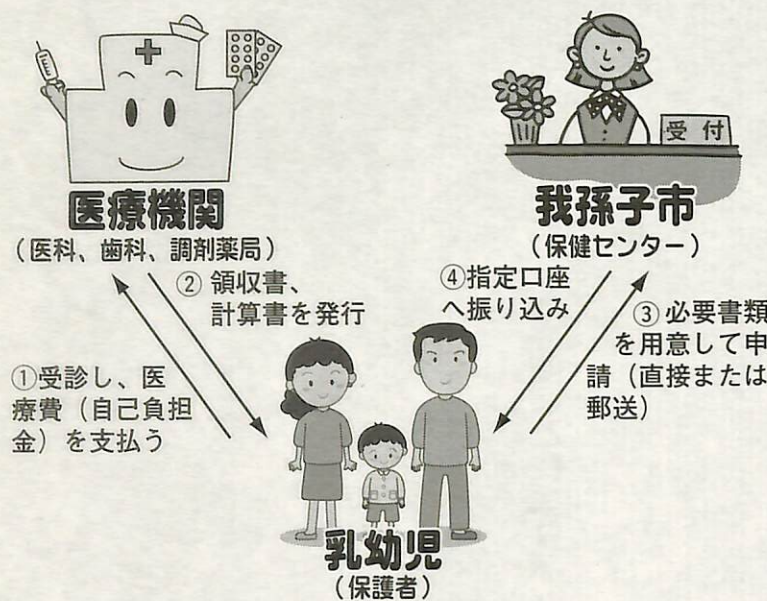 受付
医療機関
（医科、歯科、調剤薬局）
我孫子市
（保健センター）
② 領収書、
計算書を発行
④指定口座
へ振り込み
③ 必要書類
を用意して申
請（直接または
郵送）
①受診し、医
療費（自己負担
金）を支払う
乳幼児
（保護者）